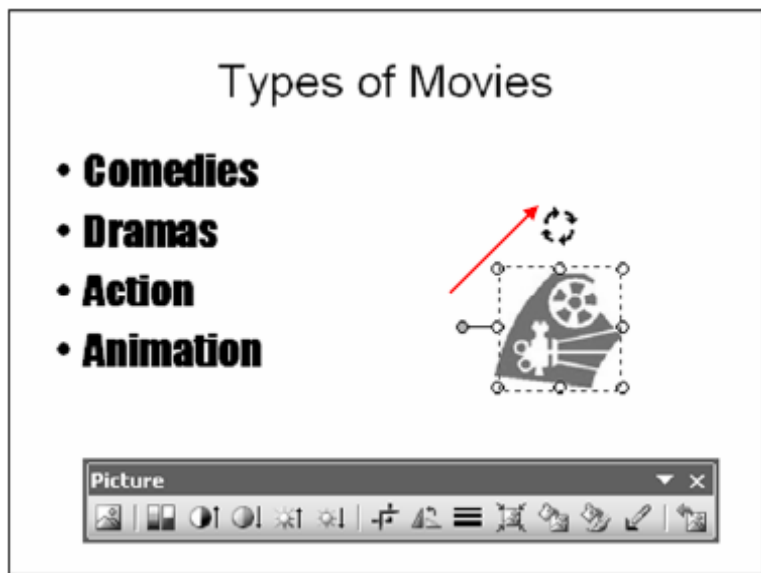 Types of Movies
• Comedies
• Dramas
• Action
• Animation
Picture